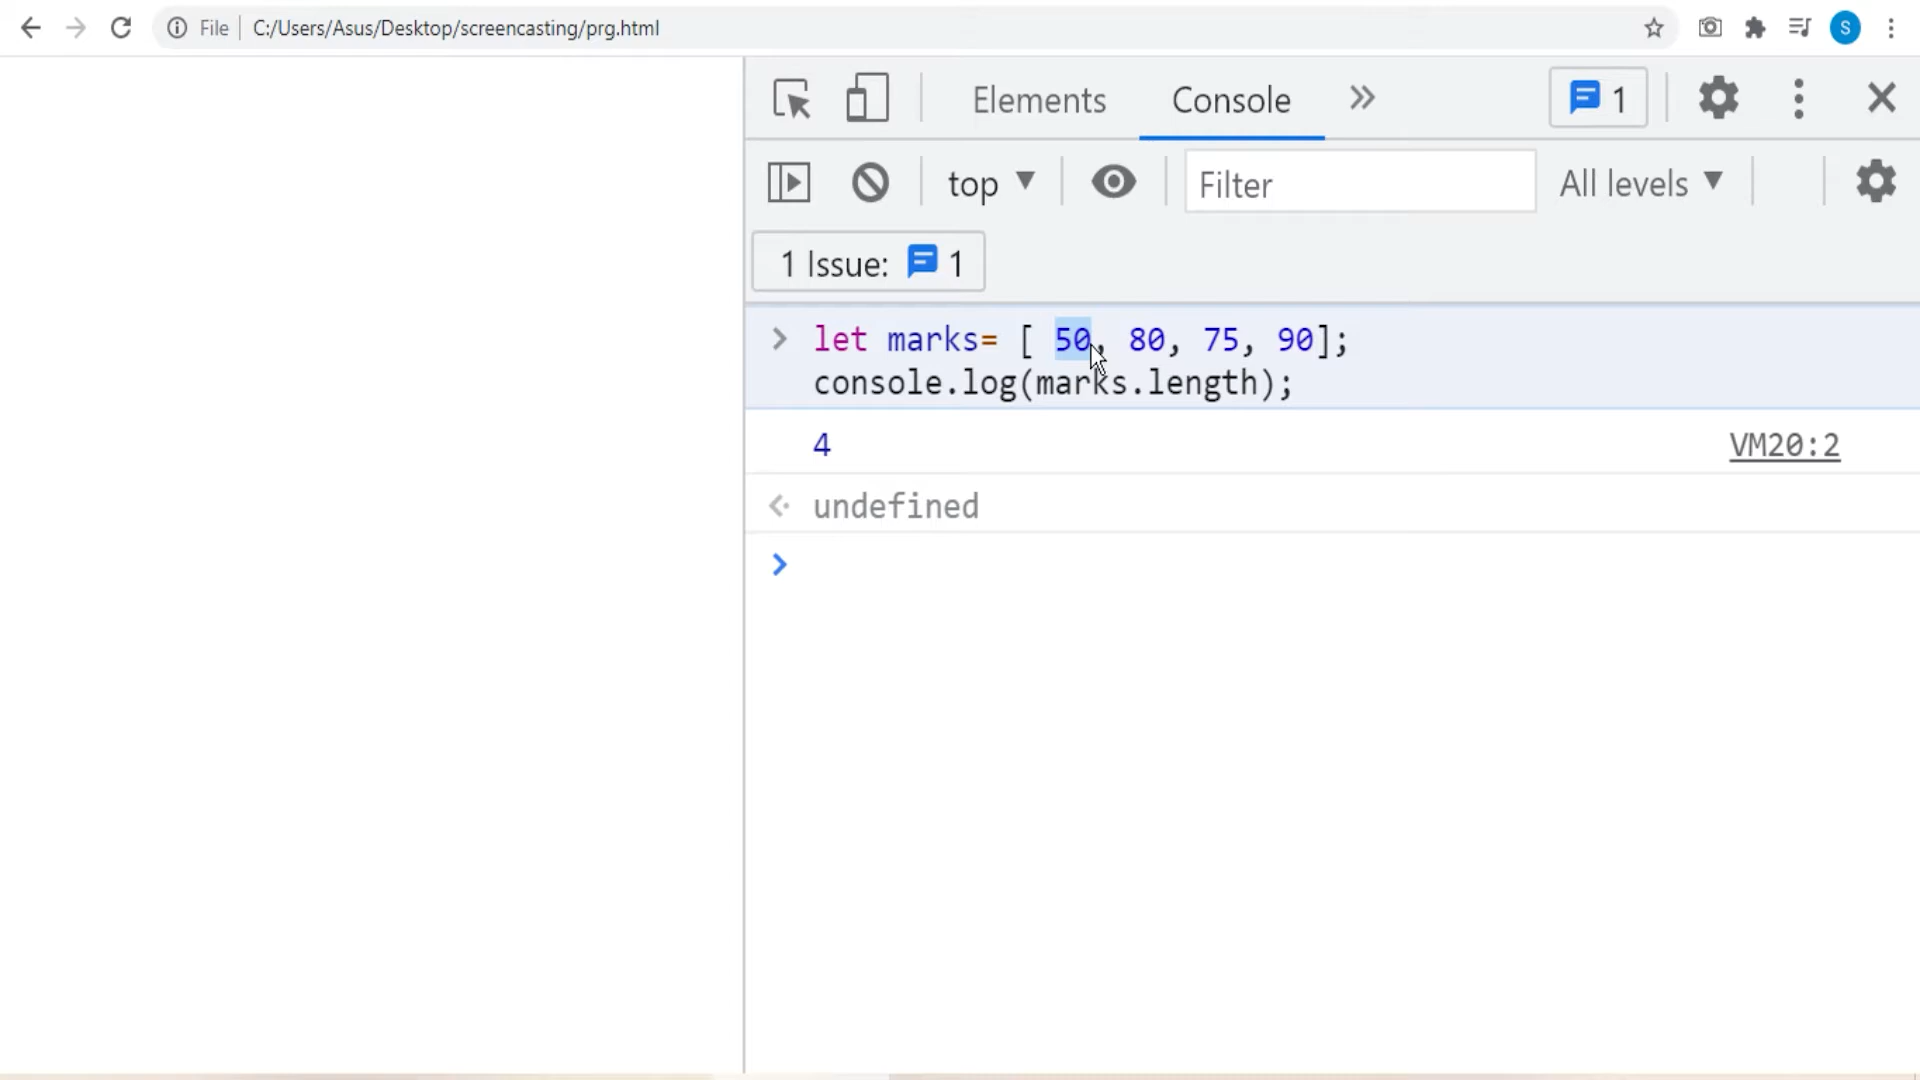 File C:/Users/Asus/Desktop/screencasting/prg.html S
Elements Console 1
top Filter All levels
1 Issue: 1
let marks= [ 50, 80, 75, 90];
console.log(marks.length);
4 VM20:2
undefined